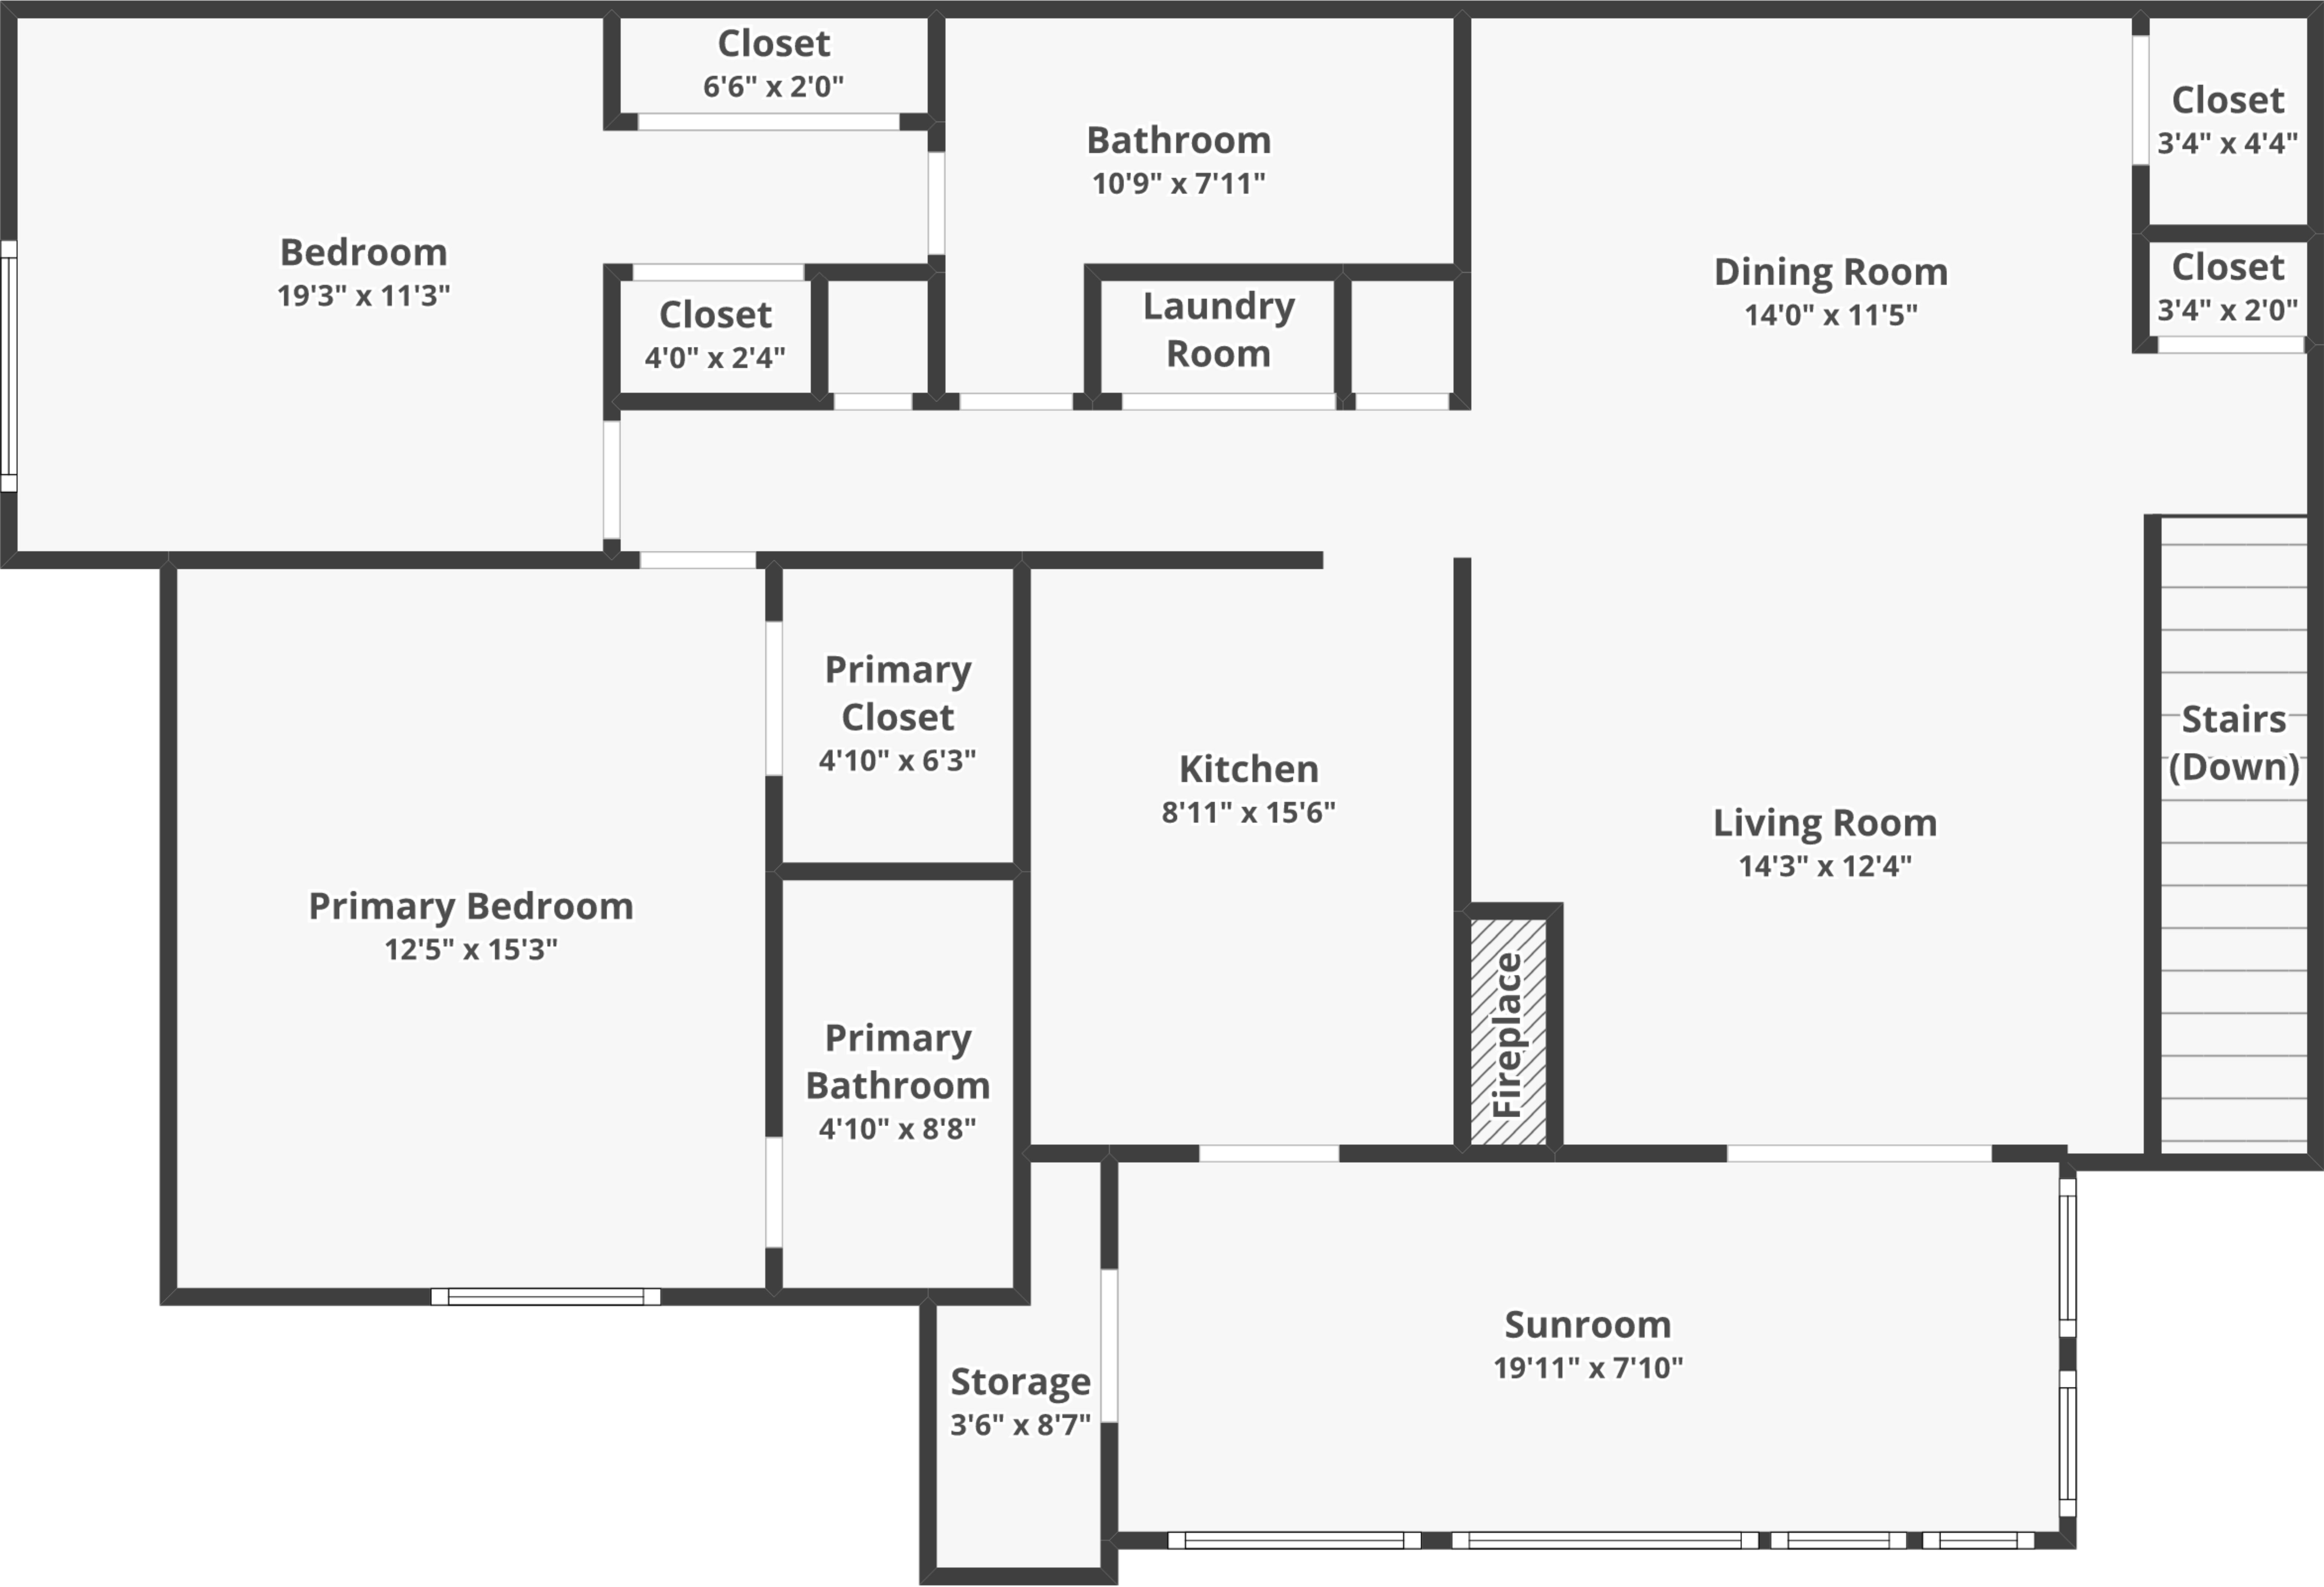 Closet
6'6" x 2'0"
Bathroom
10'9" x 7'11"
Closet
3'4" x 4'4"
Bedroom
19'3" x 11'3"
Closet
4'0" x 2'4"
Laundry
Room
Dining Room
14'0" x 11'5"
Closet
3'4" x 2'0"
Primary
Closet
4'10" x 6'3"
Kitchen
8'11" x 15'6"
Living Room
14'3" x 12'4"
Stairs
(Down)
Primary Bedroom
12'5" x 15'3"
Primary
Bathroom
4'10" x 8'8"
Fireplace
Storage
3'6" x 8'7"
Sunroom
19'11" x 7'10"